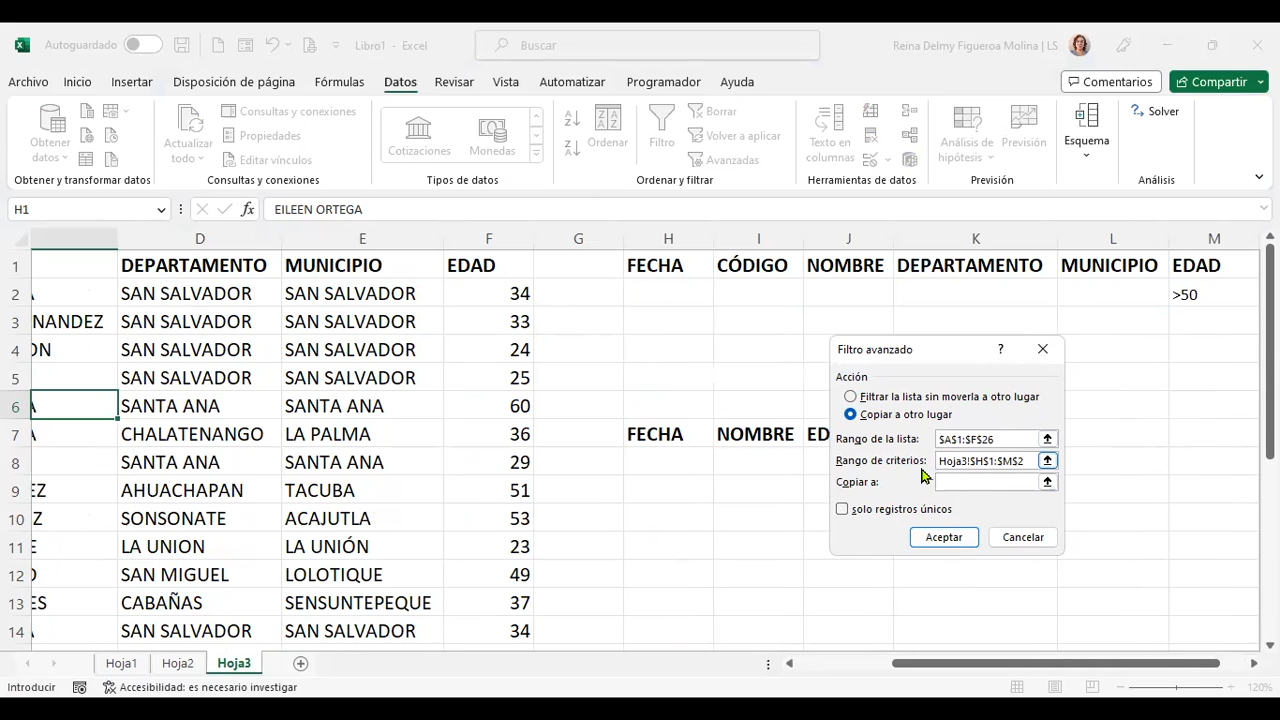 Autoguardado
Libro1 - Excel
Buscar
Reina Delmy Figueroa Molina | LS
Archivo Inicio Insertar Disposición de página Fórmulas Datos Revisar Vista Automatizar Programador Ayuda
Comentarios
Compartir
Obtener datos
Actualizar todo
Consultas y conexiones
Propiedades
Editar vínculos
Cotizaciones
Monedas
Ordenar
Filtro
Borrar
Volver a aplicar
Avanzadas
Texto en columnas
Análisis de hipótesis
Previsión
Esquema
Solver
Obtener y transformar datos
Consultas y conexiones
Tipos de datos
Ordenar y filtrar
Herramientas de datos
Previsión
Análisis
H1
fx
EILEEN ORTEGA
D E F G H I J K L M
1 DEPARTAMENTO MUNICIPIO EDAD FECHA CÓDIGO NOMBRE DEPARTAMENTO MUNICIPIO EDAD
2 A SAN SALVADOR SAN SALVADOR 34 >50
3 NANDEZ SAN SALVADOR SAN SALVADOR 33
4 ON SAN SALVADOR SAN SALVADOR 24
5 SAN SALVADOR SAN SALVADOR 25
6 A SANTA ANA SANTA ANA 60
7 A CHALATENANGO LA PALMA 36 FECHA NOMBRE ED
8 SANTA ANA SANTA ANA 29
9 EZ AHUACHAPAN TACUBA 51
10 Z SONSONATE ACAJUTLA 53
11 E LA UNION LA UNIÓN 23
12 O SAN MIGUEL LOLOTIQUE 49
13 ES CABAÑAS SENSUNTEPEQUE 37
14 A SAN SALVADOR SAN SALVADOR 34
Filtro avanzado
?
Acción
Filtrar la lista sin moverla a otro lugar
Copiar a otro lugar
Rango de la lista: $A$1:$F$26
Rango de criterios: Hoja3!$H$1:$M$2
Copiar a:
Solo registros únicos
Aceptar Cancelar
Hoja1 Hoja2 Hoja3
Introducir
Accesibilidad: es necesario investigar
120%